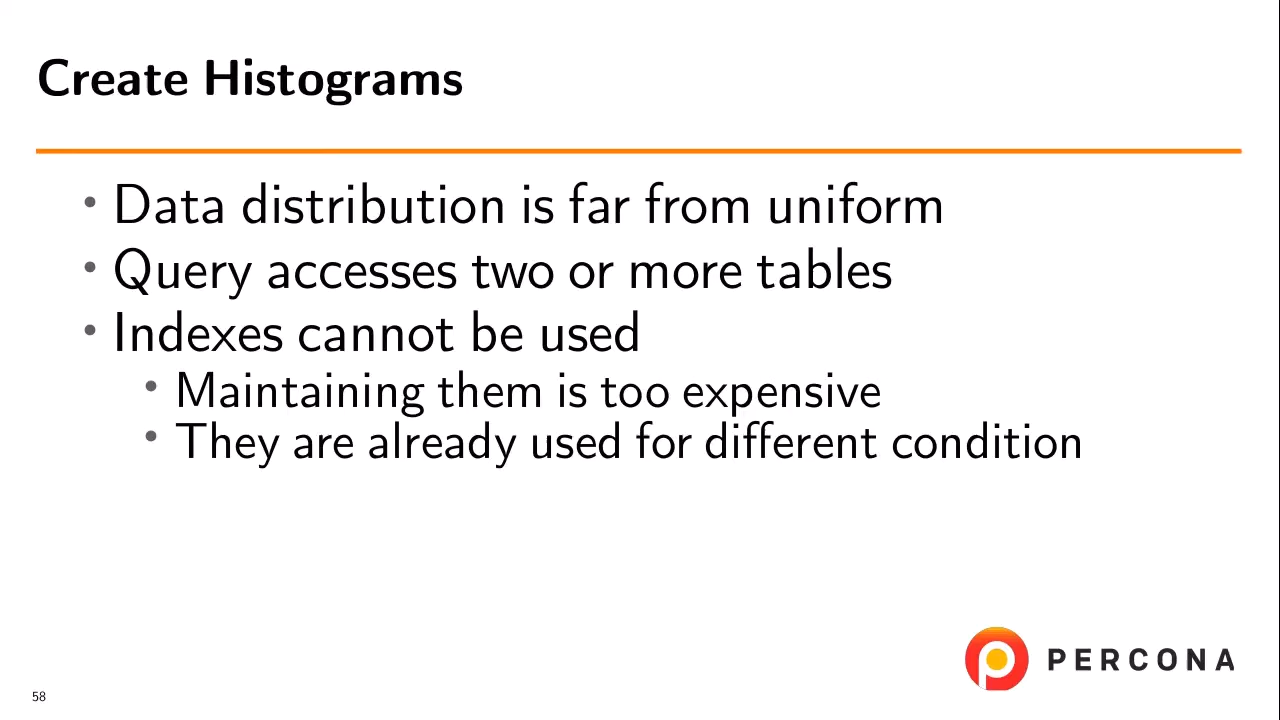 Create Histograms
• Data distribution is far from uniform
• Query accesses two or more tables
• Indexes cannot be used
• Maintaining them is too expensive
• They are already used for different condition
PERCONA
58